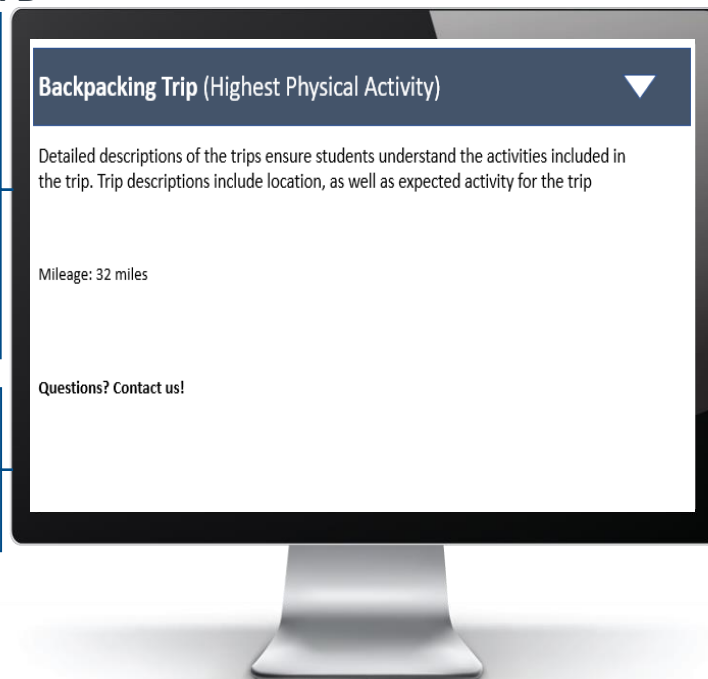 Backpacking Trip (Highest Physical Activity)
Detailed descriptions of the trips ensure students understand the activities included in
the trip. Trip descriptions include location, as well as expected activity for the trip
Mileage: 32 miles
Questions? Contact us!